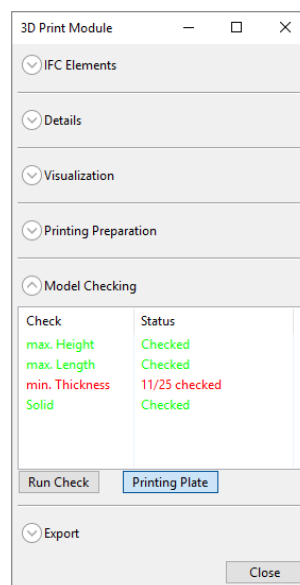 3D Print Module
IFC Elements
Details
Visualization
Printing Preparation
Model Checking
Check Status
max. Height Checked
max. Length Checked
min. Thickness 11/25 checked
Solid Checked
Run Check Printing Plate
Export
Close